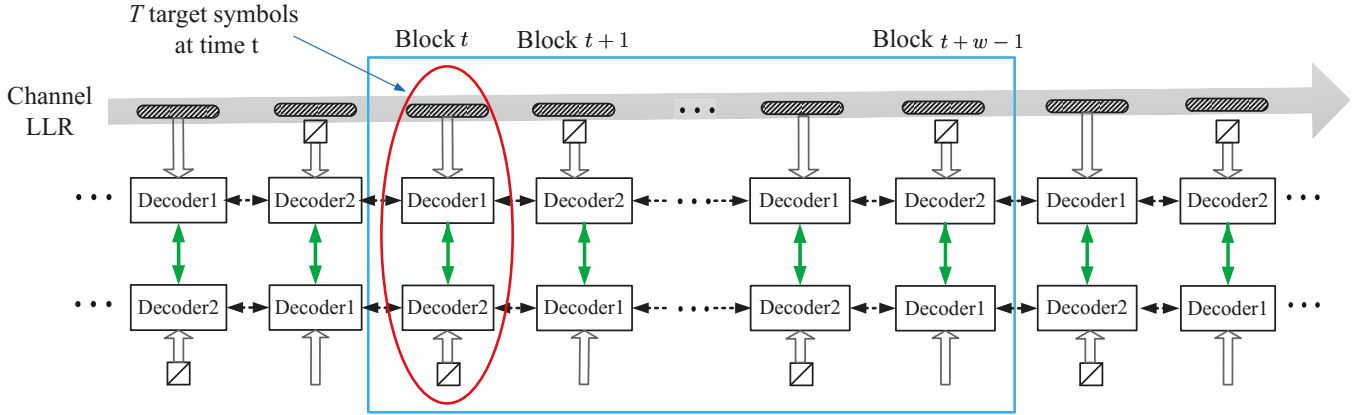 T target symbols
at time t
Block t
Block t + 1
Block t + w − 1
Channel
LLR
• • •
• • • Decoder1 Decoder2 Decoder1 Decoder2 • • • Decoder1 Decoder2 Decoder1 Decoder2 • • •
• • • Decoder2 Decoder1 Decoder2 Decoder1 • • • Decoder2 Decoder1 Decoder2 Decoder1 • • •